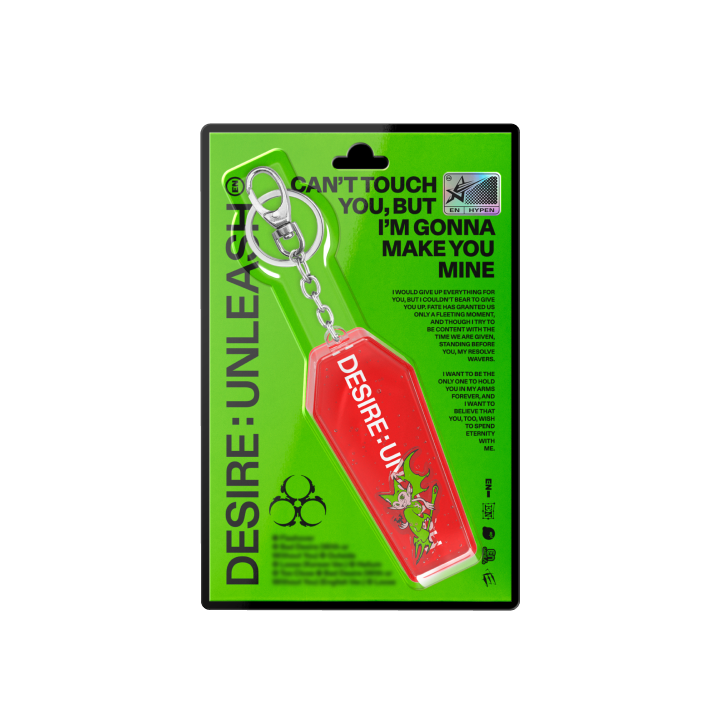 DESIRE : UNLEASH
EN
CAN'T TOUCH
YOU, BUT
I'M GONNA
MAKE YOU
MINE
EN HYPEN
I WOULD GIVE UP EVERYTHING FOR
YOU, BUT I COULDN'T BEAR TO GIVE
YOU UP. FATE HAS GRANTED US
ONLY A FLEETING MOMENT,
AND THOUGH I TRY TO
BE CONTENT WITH THE
TIME WE ARE GIVEN,
STANDING BEFORE
YOU, MY RESOLVE
WAVERS.
I WANT TO BE THE
ONLY ONE TO HOLD
YOU IN MY ARMS
FOREVER, AND
I WANT TO
BELIEVE THAT
YOU, TOO, WISH
TO SPEND
ETERNITY
WITH
ME.
DESIRE : UN
EN